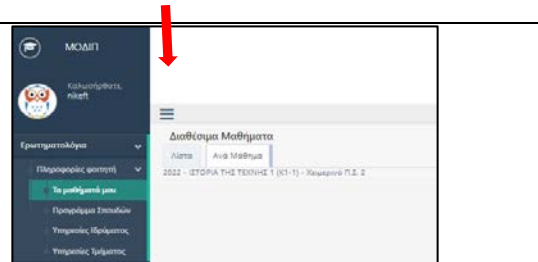 ΜΟΔΙΠ
Καλωσήρθατε,
nikeft
Ερωτηματολόγια
Πληροφορίες φοιτητή
Τα μαθήματά μου
Πρόγραμμα Σπουδών
Υπηρεσίες Ιδρύματος
Υπηρεσίες Τμήματος
Διαθέσιμα Μαθήματα
Λίστα
Ανά Μάθημα
2022 - ΙΣΤΟΡΙΑ ΤΗΣ ΤΕΧΝΗΣ 1 (Κ1-1) - Χειμερινό Π.Σ. 2